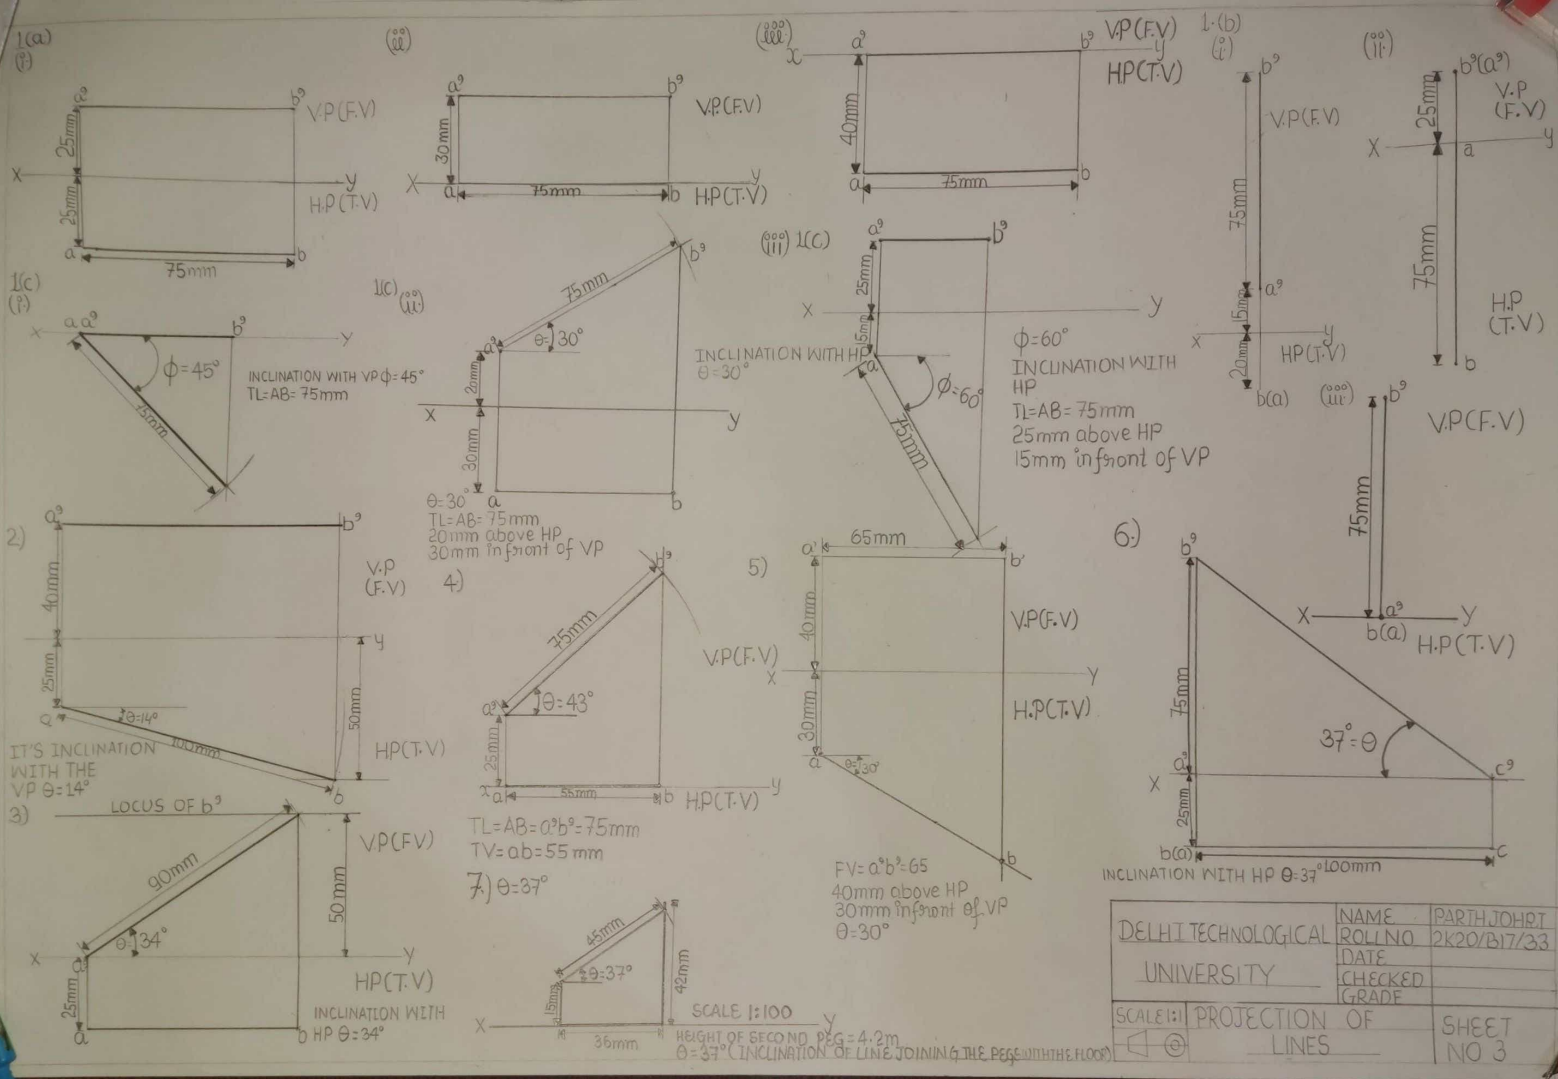 1(a)
(i)
a' b'
V.P(F.V)
25mm
X y
25mm
H.P(T.V)
a b
75mm
(ii)
a' b'
V.P.(F.V)
30mm
X y
a 75mm b H.P(T.V)
(iii)
V.P(F.V)
x a' b' y
HP(T.V)
40mm
a b
75mm
1.(b)
(i)
b'
V.P(F.V)
75mm
a'
15mm
x y
HP(T.V)
20mm
b(a)
(ii)
b'(a')
V.P
(F.V)
25mm
X y
a
75mm
H.P
(T.V)
b
(iii)
b'
V.P(F.V)
75mm
X a' y
b(a) H.P(T.V)
1(c)
(i)
x a a' b' y
ϕ=45°
75mm
INCLINATION WITH VP ϕ=45°
TL=AB=75mm
1(c)
(ii)
b'
75mm
a' θ=30°
INCLINATION WITH HP
θ=30°
20mm
X y
30mm
a b
θ=30°
TL=AB=75mm
20mm above HP
30mm infront of VP
(iii) 1(c)
a' b'
25mm
X y
15mm
a
ϕ=60°
75mm
ϕ=60°
INCLINATION WITH
HP
TL=AB=75mm
25mm above HP
15mm infront of VP
2)
a' b'
V.P
(F.V)
40mm
y
25mm
a θ=14°
50mm
100mm
HP(T.V)
b
IT'S INCLINATION
WITH THE
VP θ=14°
3)
LOCUS OF b'
V.P(F.V)
90mm
50mm
θ=34°
X a' y
HP(T.V)
25mm
a b
INCLINATION WITH
HP θ=34°
4)
b'
75mm
V.P(F.V)
a' θ=43°
25mm
x a 55mm b y
H.P(T.V)
TL=AB=a'b'=75mm
TV=ab=55mm
5)
65mm
a' b'
V.P(F.V)
40mm
X y
30mm
H.P(T.V)
a θ=30°
b
FV=a'b'=65
40mm above HP
30mm infront of VP
θ=30°
6.)
b'
75mm
37°=θ
a' c'
X
25mm
b(a) c
100mm
INCLINATION WITH HP θ=37°
7.) θ=37°
45mm
θ=37°
15mm
42mm
X y
36mm
SCALE 1:100
HEIGHT OF SECOND PEG=4.2m
θ=37° (INCLINATION OF LINE JOINING THE PEGS WITH THE FLOOR)
DELHI TECHNOLOGICAL
UNIVERSITY
NAME PARTH JOHRI
ROLL NO 2K20/B17/33
DATE
CHECKED
GRADE
SCALE 1:1
PROJECTION OF
LINES
SHEET
NO 3